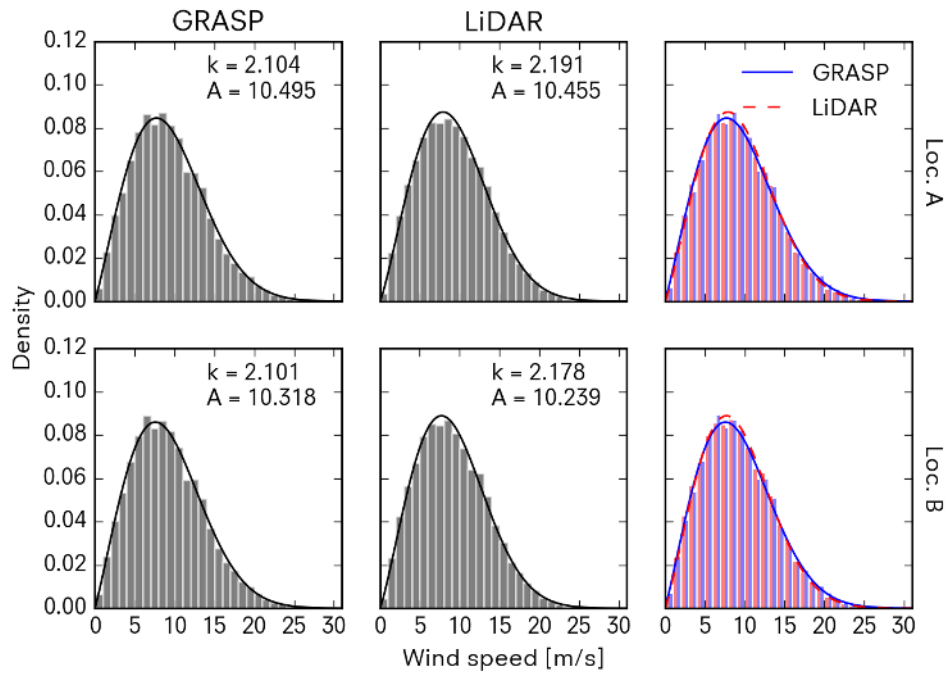 GRASP
LiDAR
0.12
0.10
0.08
0.06
0.04
0.02
0.00
k = 2.104
A = 10.495
k = 2.191
A = 10.455
GRASP
LiDAR
Loc. A
Density
0.12
0.10
0.08
0.06
0.04
0.02
0.00
k = 2.101
A = 10.318
k = 2.178
A = 10.239
Loc. B
0 5 10 15 20 25 30
0 5 10 15 20 25 30
0 5 10 15 20 25 30
Wind speed [m/s]